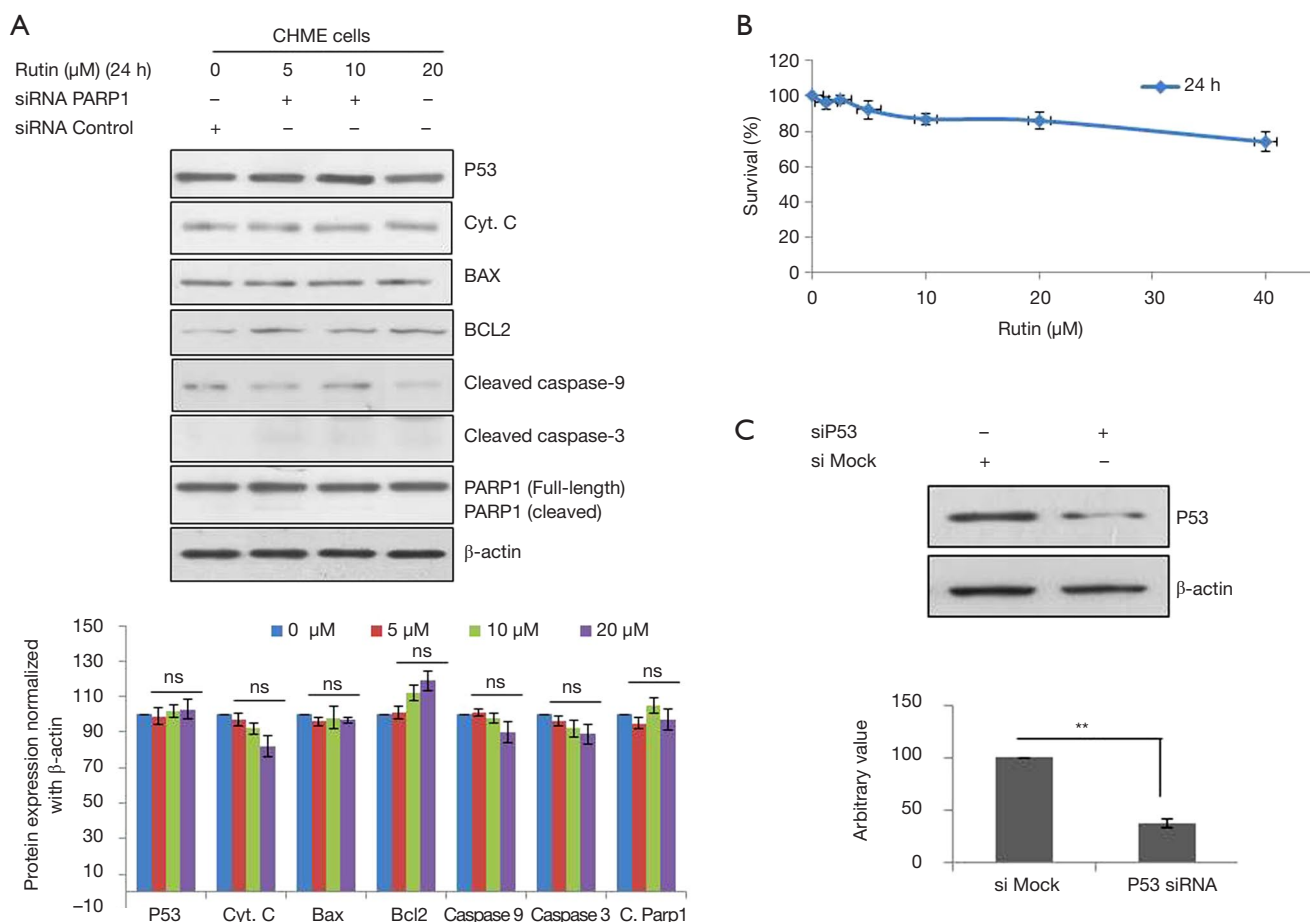 A
CHME cells
Rutin (µM) (24 h) 0 5 10 20
siRNA PARP1 – + + –
siRNA Control + – – –
P53
Cyt. C
BAX
BCL2
Cleaved caspase-9
Cleaved caspase-3
PARP1 (Full-length)
PARP1 (cleaved)
β-actin
Protein expression normalized
with β-actin
150
130
110
90
70
50
30
10
–10
0 µM 5 µM 10 µM 20 µM
ns ns ns ns ns ns ns
P53 Cyt. C Bax Bcl2 Caspase 9 Caspase 3 C. Parp1
B
Survival (%)
120
100
80
60
40
20
0
24 h
0 10 20 30 40
Rutin (µM)
C
siP53 – +
si Mock + –
P53
β-actin
Arbitrary value
150
100
50
0
**
si Mock P53 siRNA